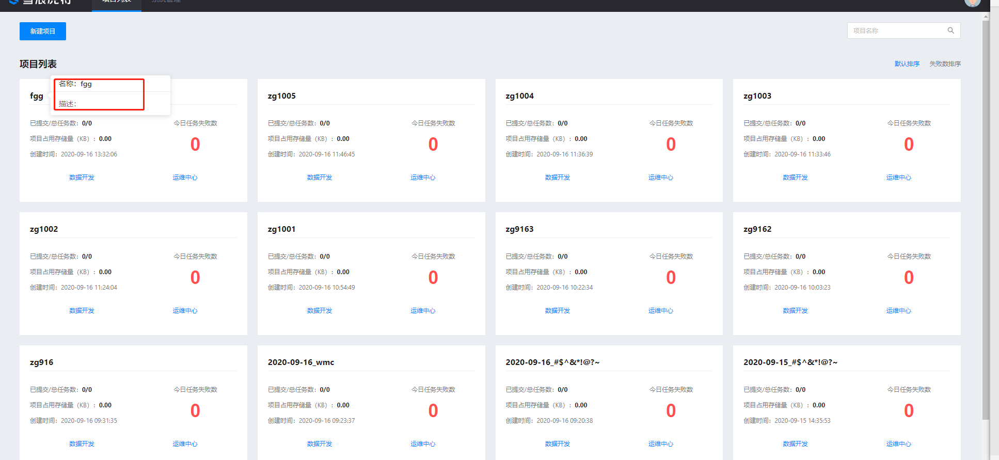 项目列表 系统管理
新建项目
项目名称
项目列表
默认排序 失败数排序
名称：fgg
描述：
fgg
已提交/总任务数：0/0
今日任务失败数
项目占用存储量（KB）：0.00
0
创建时间：2020-09-16 13:32:06
数据开发 运维中心
zg1005
已提交/总任务数：0/0
今日任务失败数
项目占用存储量（KB）：0.00
0
创建时间：2020-09-16 11:46:45
数据开发 运维中心
zg1004
已提交/总任务数：0/0
今日任务失败数
项目占用存储量（KB）：0.00
0
创建时间：2020-09-16 11:36:39
数据开发 运维中心
zg1003
已提交/总任务数：0/0
今日任务失败数
项目占用存储量（KB）：0.00
0
创建时间：2020-09-16 11:33:46
数据开发 运维中心
zg1002
已提交/总任务数：0/0
今日任务失败数
项目占用存储量（KB）：0.00
0
创建时间：2020-09-16 11:24:04
数据开发 运维中心
zg1001
已提交/总任务数：0/0
今日任务失败数
项目占用存储量（KB）：0.00
0
创建时间：2020-09-16 10:54:49
数据开发 运维中心
zg9163
已提交/总任务数：0/0
今日任务失败数
项目占用存储量（KB）：0.00
0
创建时间：2020-09-16 10:22:34
数据开发 运维中心
zg9162
已提交/总任务数：0/0
今日任务失败数
项目占用存储量（KB）：0.00
0
创建时间：2020-09-16 10:03:23
数据开发 运维中心
zg916
已提交/总任务数：0/0
今日任务失败数
项目占用存储量（KB）：0.00
0
创建时间：2020-09-16 09:31:35
数据开发 运维中心
2020-09-16_wmc
已提交/总任务数：0/0
今日任务失败数
项目占用存储量（KB）：0.00
0
创建时间：2020-09-16 09:23:37
数据开发 运维中心
2020-09-16_#$^&*!@?~
已提交/总任务数：0/0
今日任务失败数
项目占用存储量（KB）：0.00
0
创建时间：2020-09-16 09:20:38
数据开发 运维中心
2020-09-15_#$^&*!@?~
已提交/总任务数：0/0
今日任务失败数
项目占用存储量（KB）：0.00
0
创建时间：2020-09-15 14:35:53
数据开发 运维中心